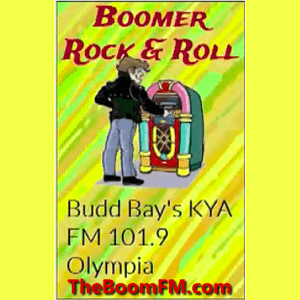 Boomer
Rock & Roll
Budd Bay's KYA
FM 101.9
Olympia
TheBoomFM.com